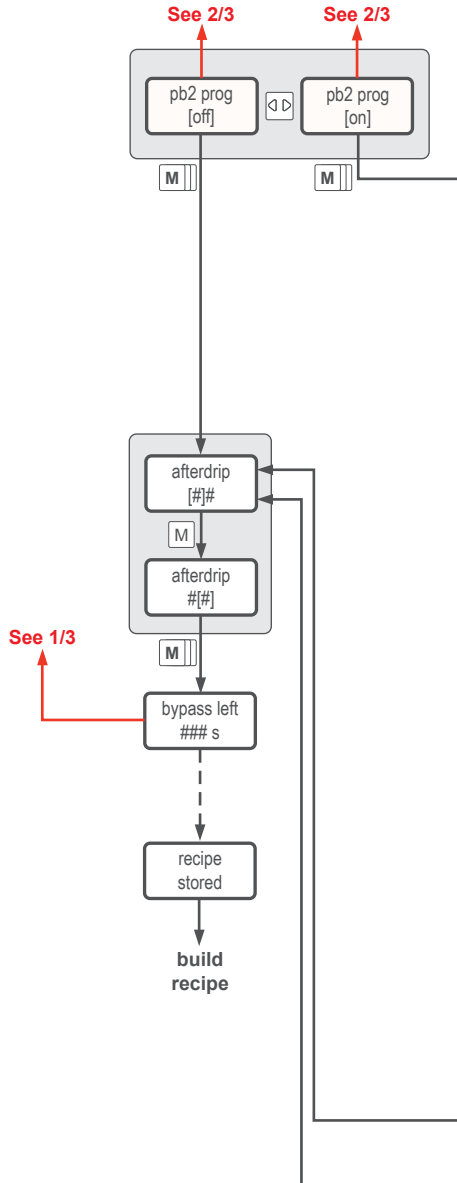 See 2/3
See 2/3
pb2 prog
[off]
pb2 prog
[on]
M
M
afterdrip
[#]#
M
afterdrip
#[#]
M
See 1/3
bypass left
### s
recipe
stored
build
recipe